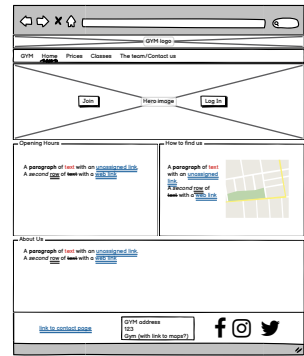 GYM logo
GYM Home Prices Classes The team/Contact us
Join Hero image Log In
Opening Hours
A paragraph of text with an unassigned link.
A second row of text with a web link
How to find us
A paragraph of text
with an unassigned
link.
A second row of
text with a web link
About Us
A paragraph of text with an unassigned link.
A second row of text with a web link
link to contact page
GYM address
123
Gym (with link to maps?)